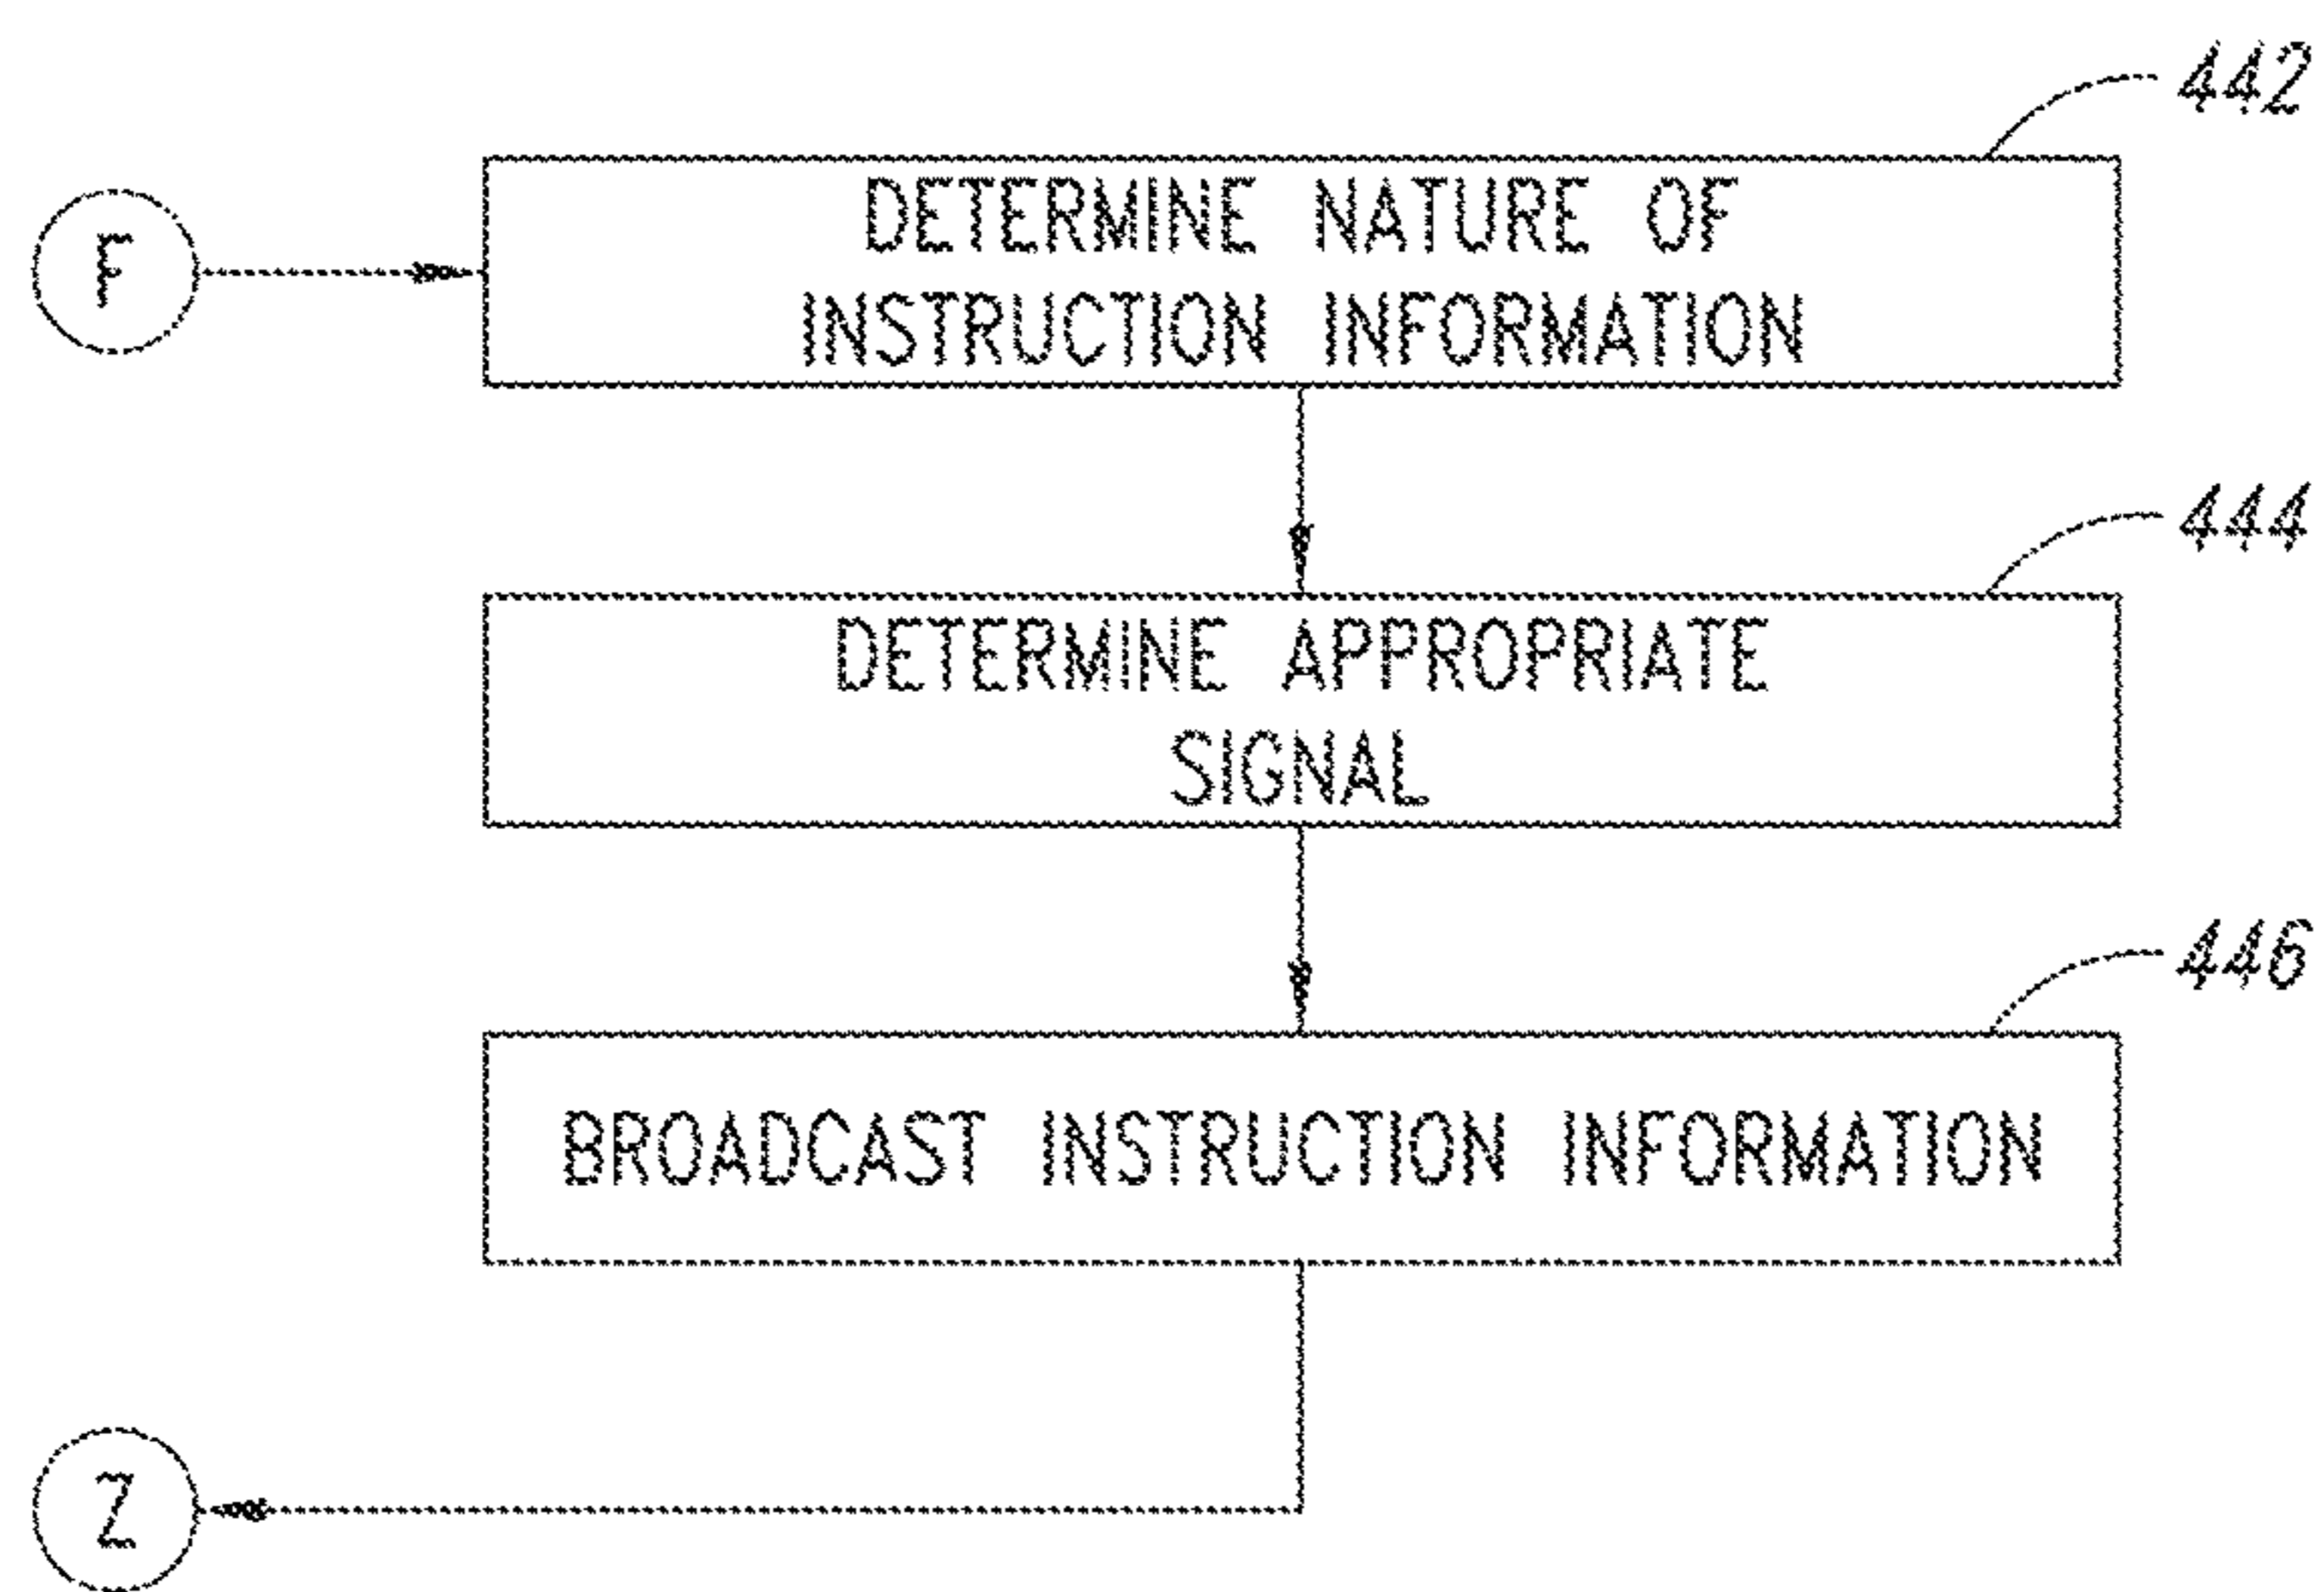 442
F
DETERMINE NATURE OF
INSTRUCTION INFORMATION
444
DETERMINE APPROPRIATE
SIGNAL
446
BROADCAST INSTRUCTION INFORMATION
Z